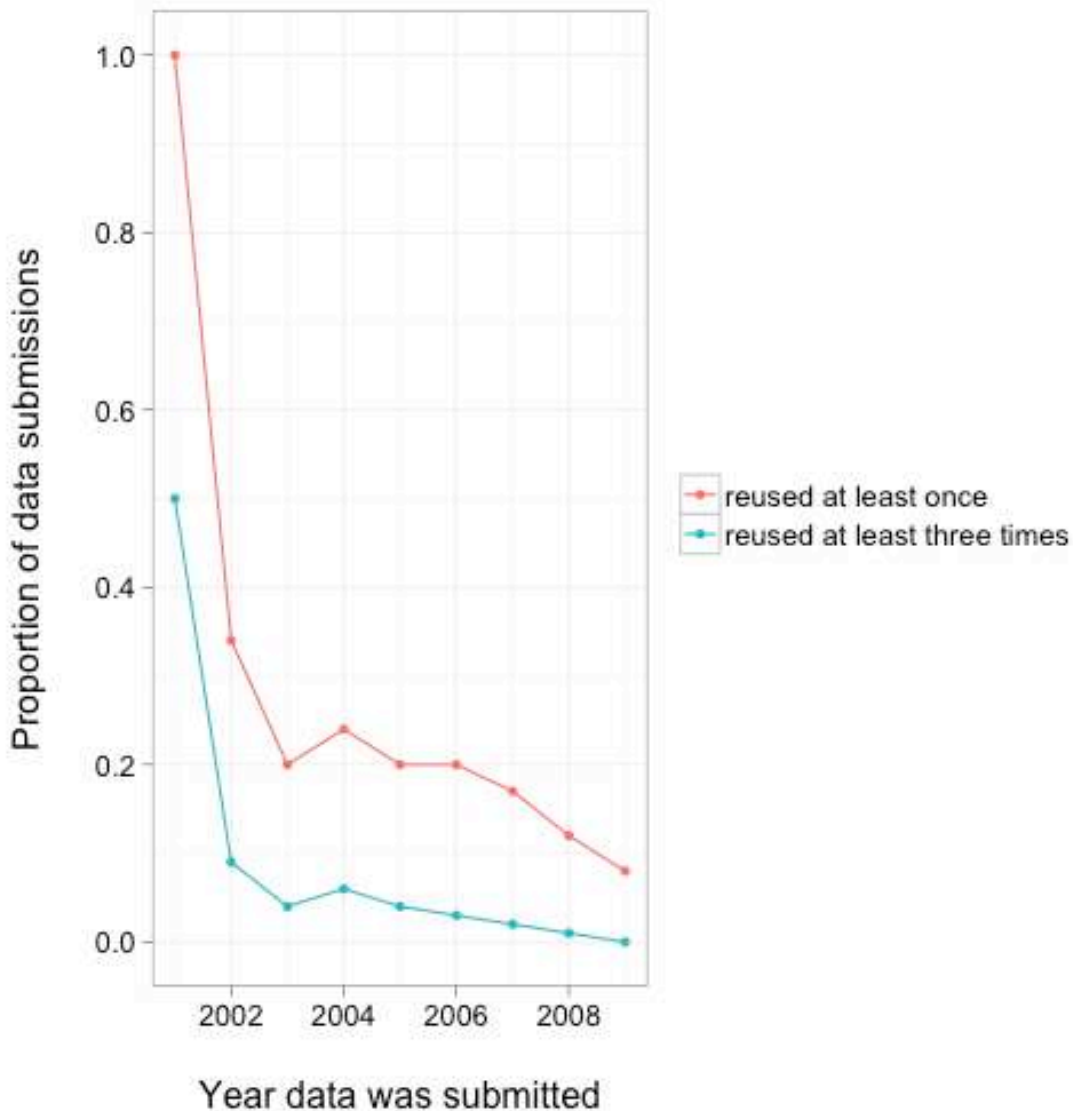 Proportion of data submissions
1.0
0.8
0.6
0.4
0.2
0.0
2002 2004 2006 2008
Year data was submitted
reused at least once
reused at least three times